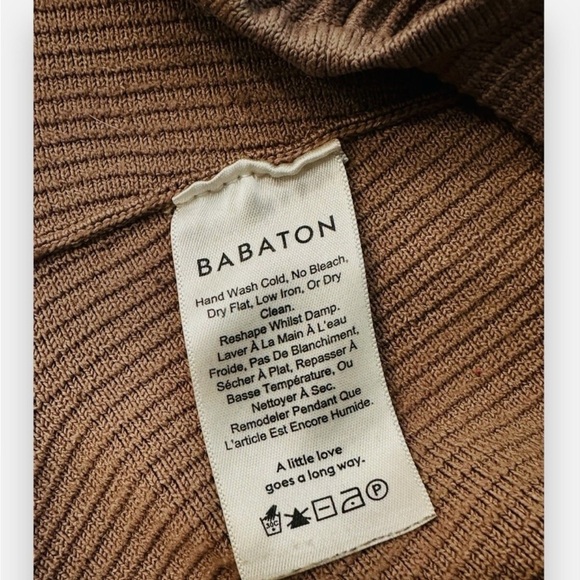 BABATON
Hand Wash Cold, No Bleach,
Dry Flat, Low Iron, Or Dry
Clean.
Reshape Whilst Damp.
Laver À La Main À L'eau
Froide, Pas De Blanchiment,
Sécher À Plat, Repasser À
Basse Température, Ou
Nettoyer À Sec.
Remodeler Pendant Que
L'article Est Encore Humide.
A little love
goes a long way.
30C P